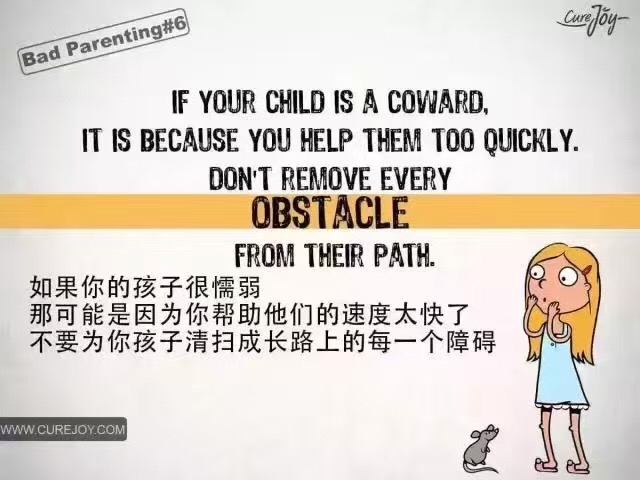 Bad Parenting#6
CureJoy
IF YOUR CHILD IS A COWARD,
IT IS BECAUSE YOU HELP THEM TOO QUICKLY.
DON'T REMOVE EVERY
OBSTACLE
FROM THEIR PATH.
如果你的孩子很懦弱
那可能是因为你帮助他们的速度太快了
不要为你孩子清扫成长路上的每一个障碍
WWW.CUREJOY.COM